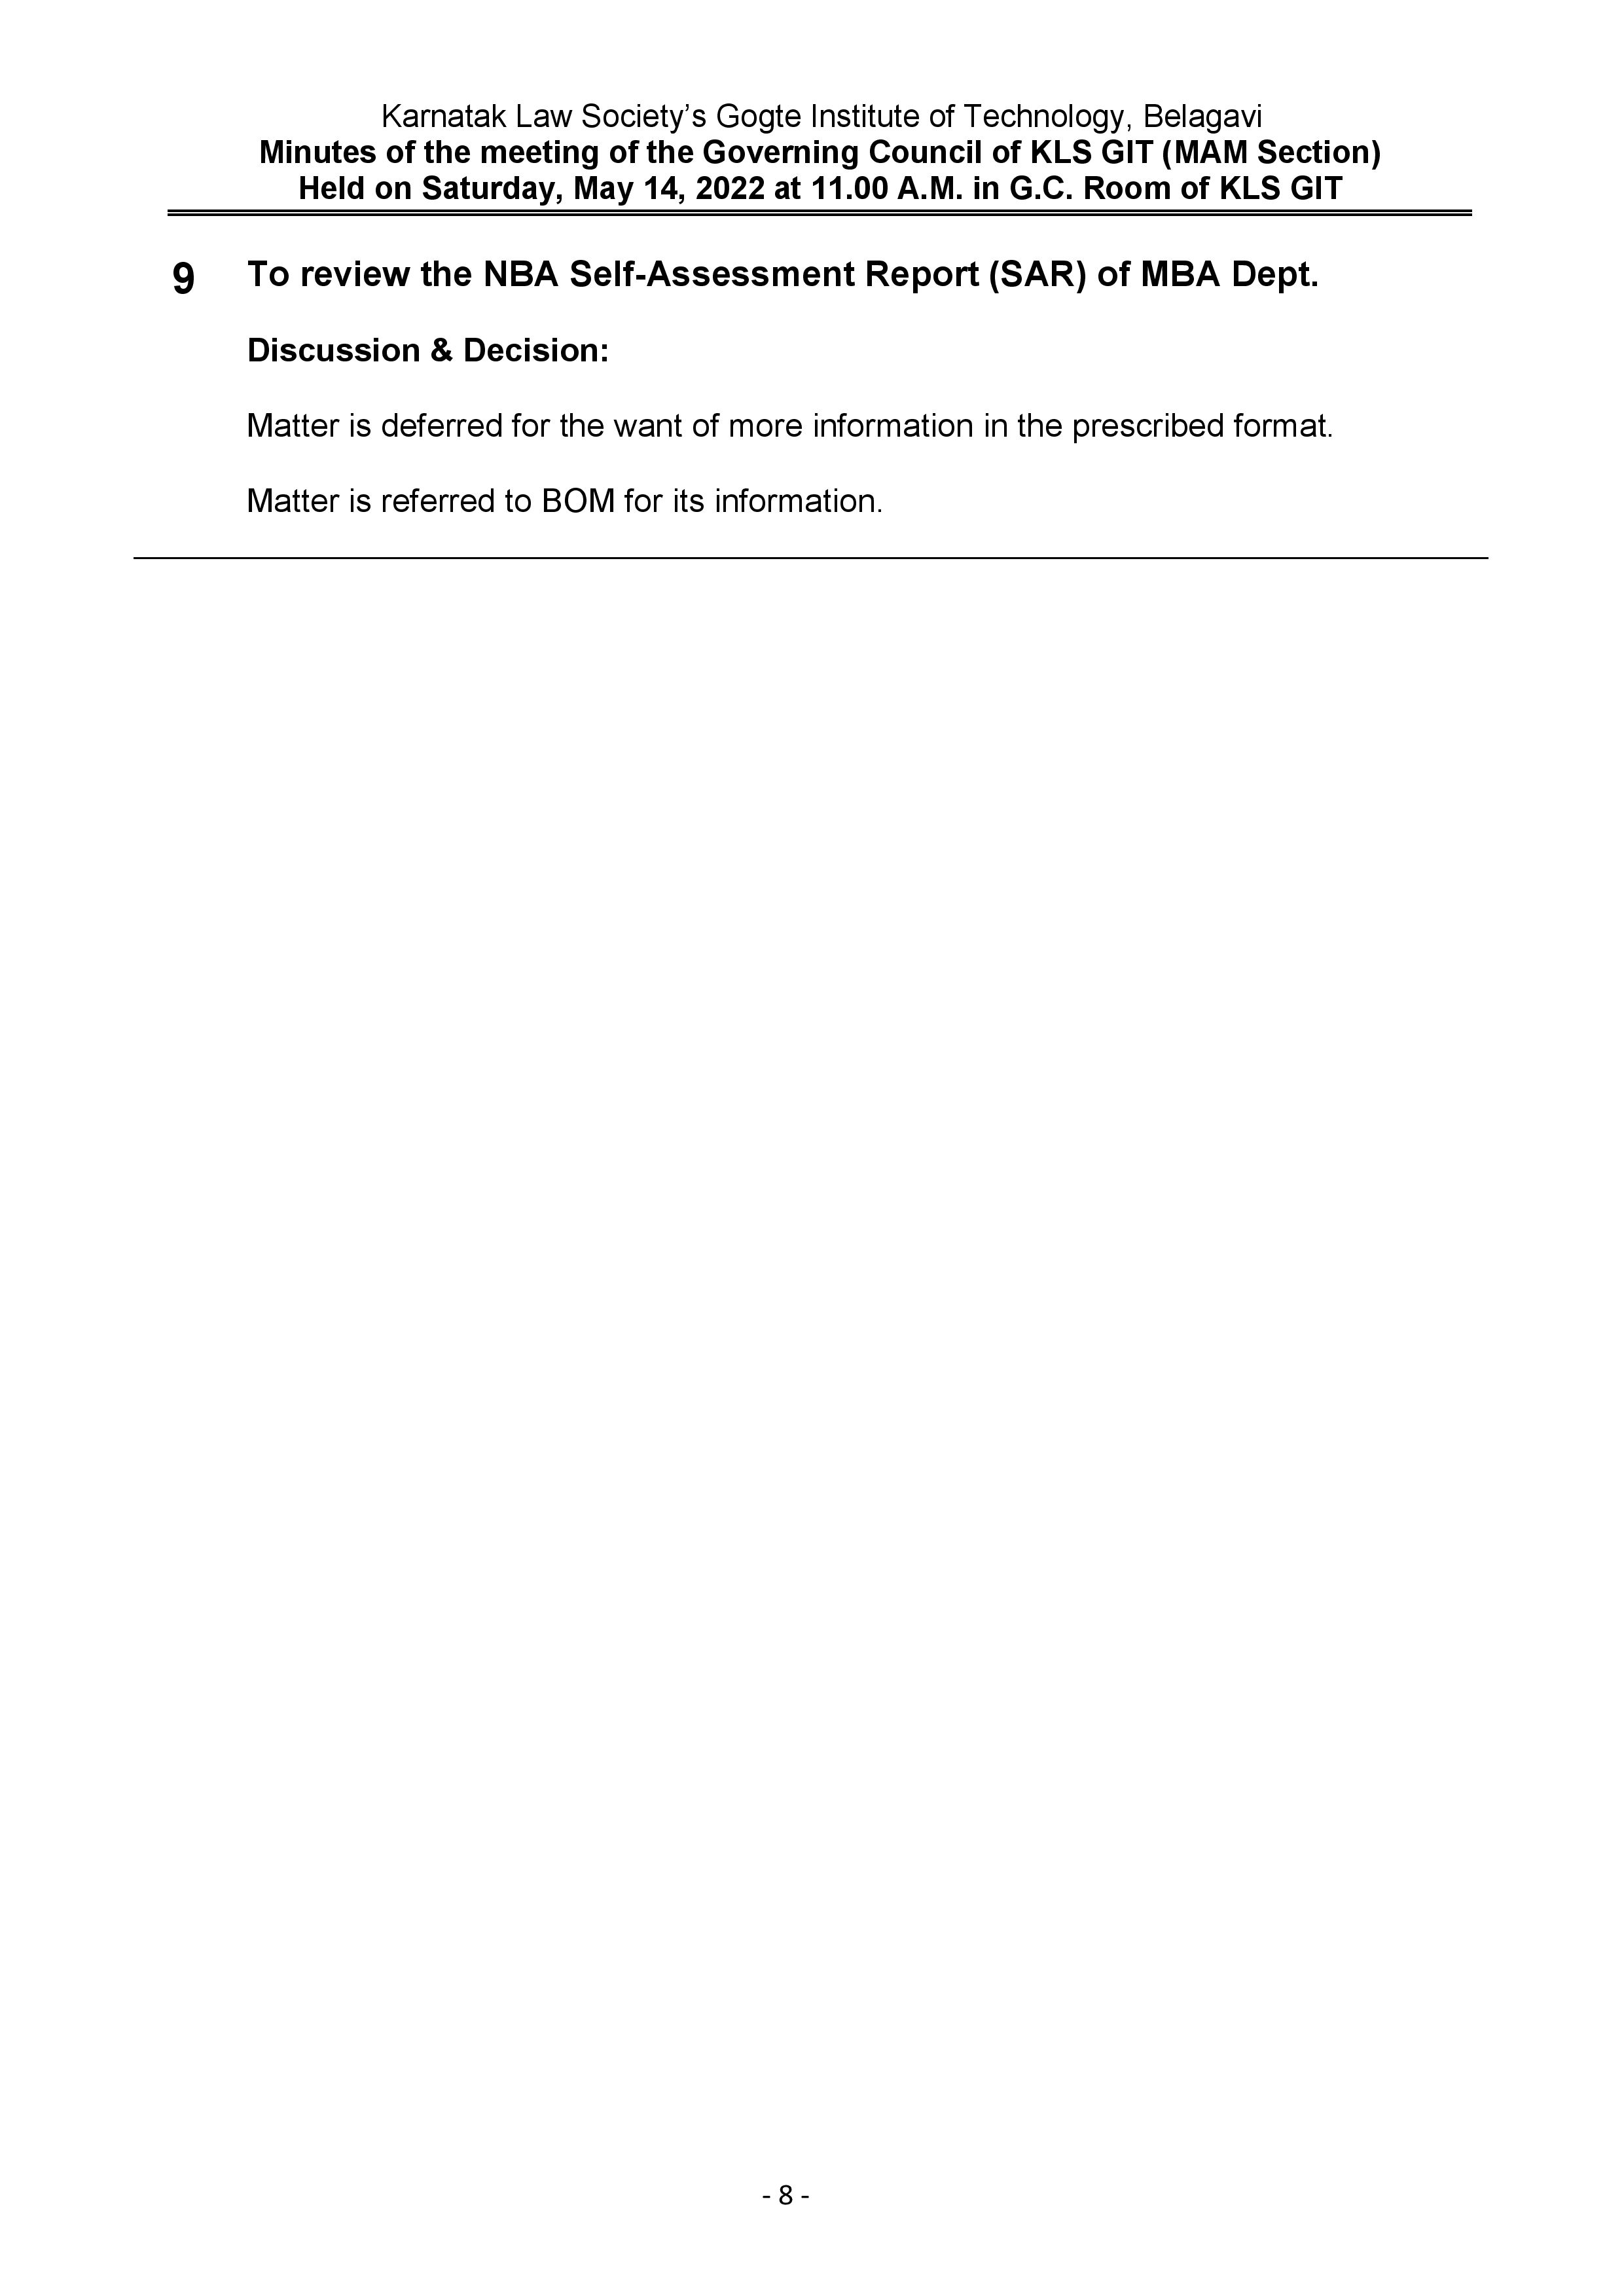 Karnatak Law Society’s Gogte Institute of Technology, Belagavi
Minutes of the meeting of the Governing Council of KLS GIT (MAM Section)
Held on Saturday, May 14, 2022 at 11.00 A.M. in G.C. Room of KLS GIT
9 To review the NBA Self-Assessment Report (SAR) of MBA Dept.
Discussion & Decision:
Matter is deferred for the want of more information in the prescribed format.
Matter is referred to BOM for its information.
- 8 -